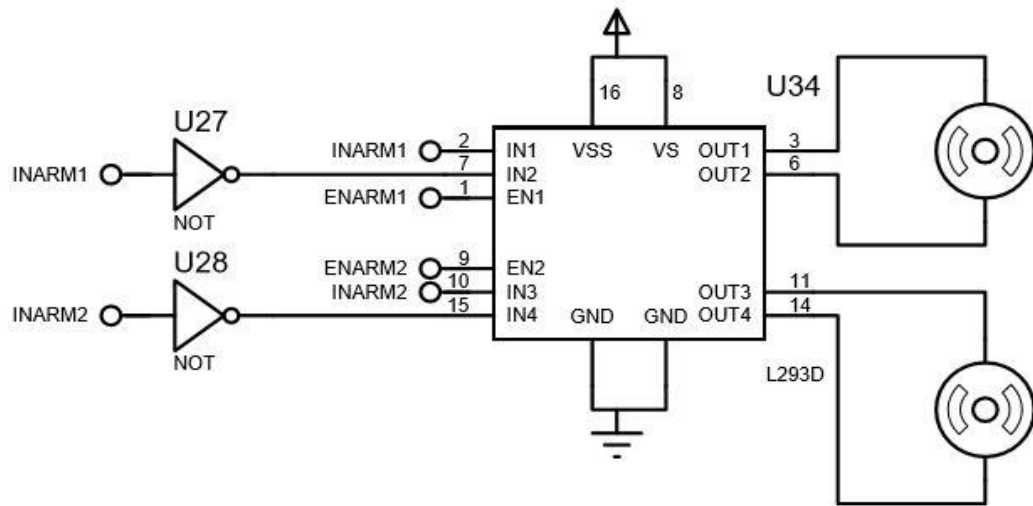 U27
INARM1
NOT
U28
INARM2
NOT
INARM1
ENARM1
ENARM2
INARM2
2
7
1
9
10
15
16
8
IN1
IN2
EN1
EN2
IN3
IN4
VSS
VS
GND
GND
OUT1
OUT2
OUT3
OUT4
3
6
11
14
U34
L293D